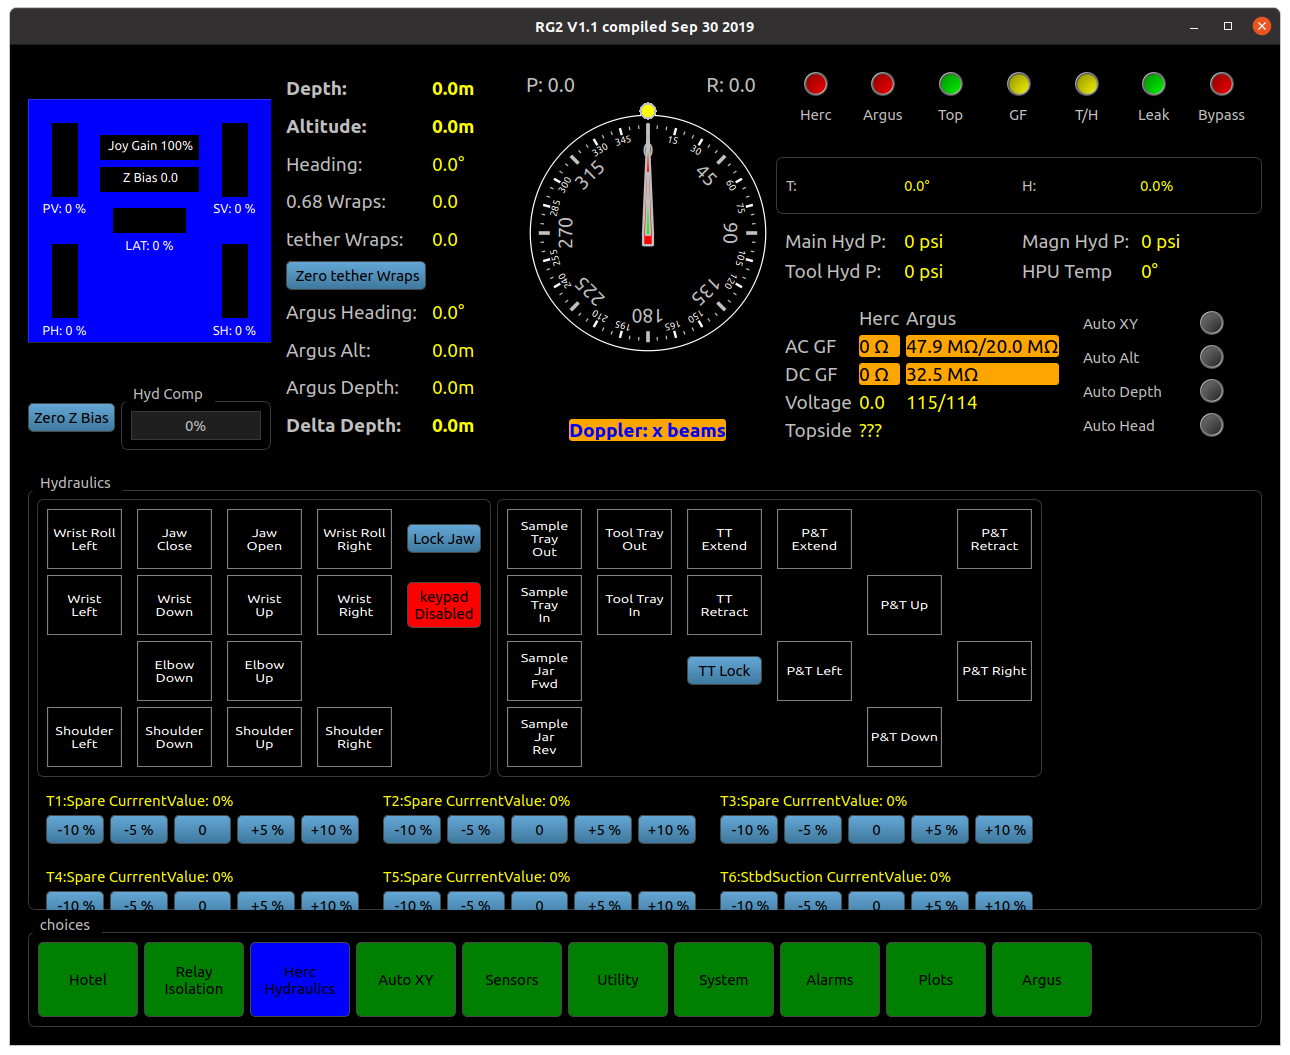 RG2 V1.1 compiled Sep 30 2019
Joy Gain 100%
Z Bias 0.0
PV: 0 %
SV: 0 %
LAT: 0 %
PH: 0 %
SH: 0 %
Zero Z Bias
Hyd Comp
0%
Depth: 0.0m
Altitude: 0.0m
Heading: 0.0°
0.68 Wraps: 0.0
tether Wraps: 0.0
Zero tether Wraps
Argus Heading: 0.0°
Argus Alt: 0.0m
Argus Depth: 0.0m
Delta Depth: 0.0m
P: 0.0
R: 0.0
0
15
30
45
60
75
90
105
120
135
150
165
180
195
210
225
240
255
270
285
300
315
330
345
Doppler: x beams
Herc
Argus
Top
GF
T/H
Leak
Bypass
T: 0.0° H: 0.0%
Main Hyd P: 0 psi Magn Hyd P: 0 psi
Tool Hyd P: 0 psi HPU Temp 0°
Herc Argus
AC GF 0 Ω 47.9 MΩ/20.0 MΩ
DC GF 0 Ω 32.5 MΩ
Voltage 0.0 115/114
Topside ???
Auto XY
Auto Alt
Auto Depth
Auto Head
Hydraulics
Wrist Roll
Left
Jaw
Close
Jaw
Open
Wrist Roll
Right
Lock Jaw
Wrist
Left
Wrist
Down
Wrist
Up
Wrist
Right
keypad
Disabled
Elbow
Down
Elbow
Up
Shoulder
Left
Shoulder
Down
Shoulder
Up
Shoulder
Right
Sample
Tray
Out
Tool Tray
Out
TT
Extend
P&T
Extend
P&T
Retract
Sample
Tray
In
Tool Tray
In
TT
Retract
P&T Up
Sample
Jar
Fwd
TT Lock
P&T Left
P&T Right
Sample
Jar
Rev
P&T Down
T1:Spare CurrrentValue: 0%
-10 % -5 % 0 +5 % +10 %
T2:Spare CurrrentValue: 0%
-10 % -5 % 0 +5 % +10 %
T3:Spare CurrrentValue: 0%
-10 % -5 % 0 +5 % +10 %
T4:Spare CurrrentValue: 0%
-10 % -5 % 0 +5 % +10 %
T5:Spare CurrrentValue: 0%
-10 % -5 % 0 +5 % +10 %
T6:StbdSuction CurrrentValue: 0%
-10 % -5 % 0 +5 % +10 %
choices
Hotel
Relay
Isolation
Herc
Hydraulics
Auto XY
Sensors
Utility
System
Alarms
Plots
Argus